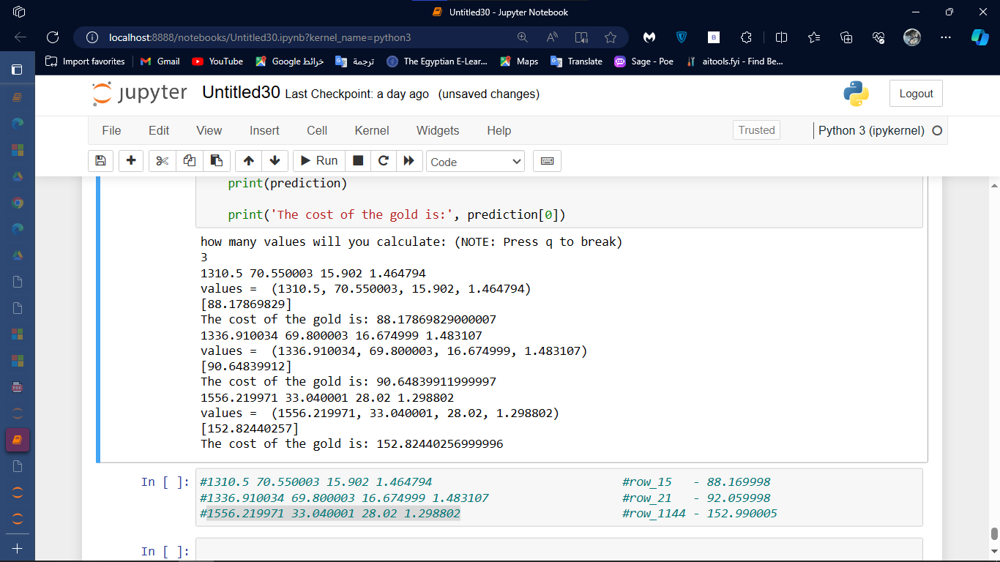 Untitled30 - Jupyter Notebook
localhost:8888/notebooks/Untitled30.ipynb?kernel_name=python3
Import favorites Gmail YouTube خرائط Google ترجمة The Egyptian E-Lear... Maps Translate Sage - Poe aitools.fyi - Find Be...
jupyter Untitled30 Last Checkpoint: a day ago (unsaved changes) Logout
File Edit View Insert Cell Kernel Widgets Help Trusted Python 3 (ipykernel)
Run Code
print(prediction)
print('The cost of the gold is:', prediction[0])
how many values will you calculate: (NOTE: Press q to break)
3
1310.5 70.550003 15.902 1.464794
values =  (1310.5, 70.550003, 15.902, 1.464794)
[88.17869829]
The cost of the gold is: 88.17869829000007
1336.910034 69.800003 16.674999 1.483107
values =  (1336.910034, 69.800003, 16.674999, 1.483107)
[90.64839912]
The cost of the gold is: 90.64839911999997
1556.219971 33.040001 28.02 1.298802
values =  (1556.219971, 33.040001, 28.02, 1.298802)
[152.82440257]
The cost of the gold is: 152.82440256999996
In [ ]: #1310.5 70.550003 15.902 1.464794 #row_15   - 88.169998
#1336.910034 69.800003 16.674999 1.483107 #row_21   - 92.059998
#1556.219971 33.040001 28.02 1.298802 #row_1144 - 152.990005
In [ ]: